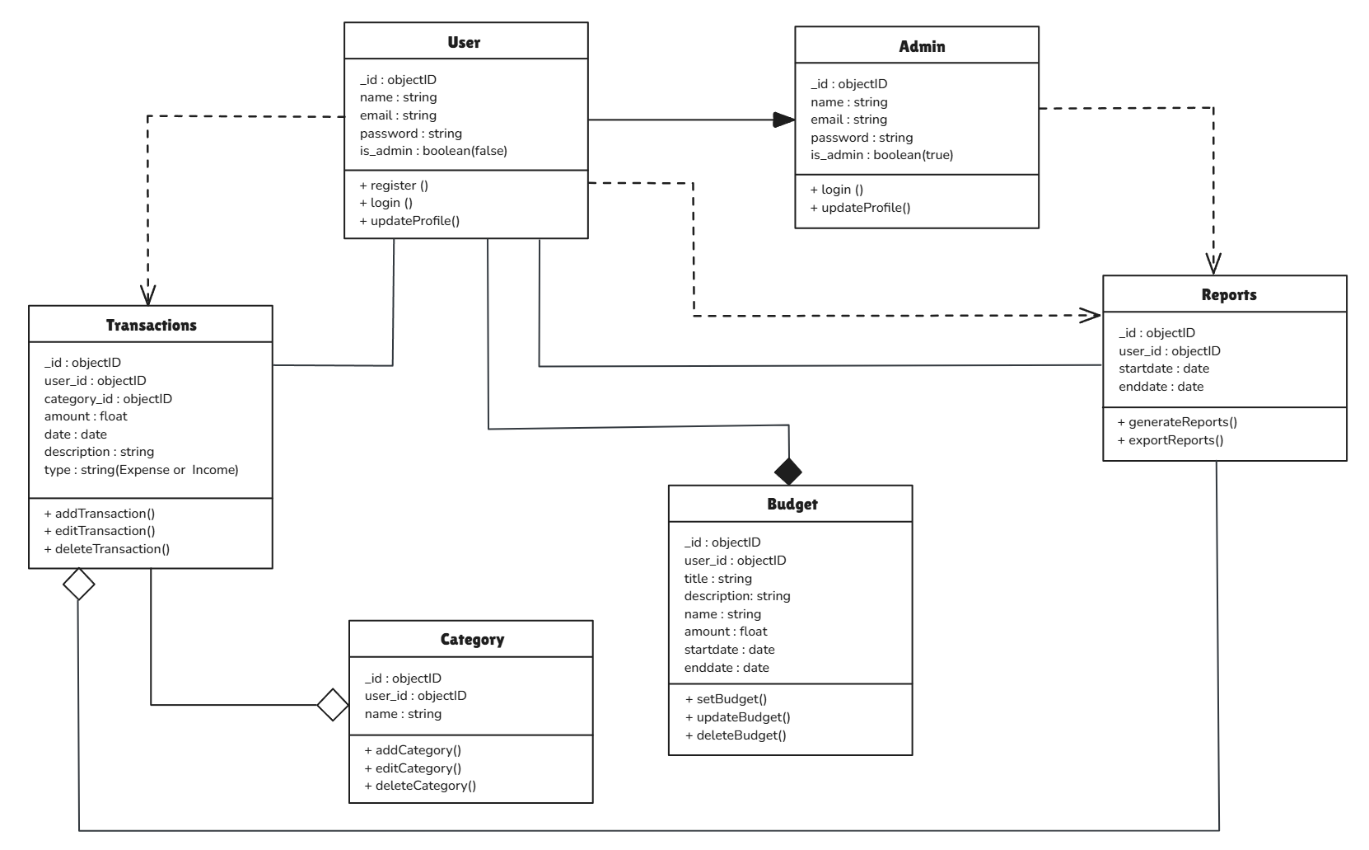 User
_id : objectID
name : string
email : string
password : string
is_admin : boolean(false)
+ register ()
+ login ()
+ updateProfile()
Admin
_id : objectID
name : string
email : string
password : string
is_admin : boolean(true)
+ login ()
+ updateProfile()
Transactions
_id : objectID
user_id : objectID
category_id : objectID
amount : float
date : date
description : string
type : string(Expense or  Income)
+ addTransaction()
+ editTransaction()
+ deleteTransaction()
Reports
_id : objectID
user_id : objectID
startdate : date
enddate : date
+ generateReports()
+ exportReports()
Budget
_id : objectID
user_id : objectID
title : string
description: string
name : string
amount : float
startdate : date
enddate : date
+ setBudget()
+ updateBudget()
+ deleteBudget()
Category
_id : objectID
user_id : objectID
name : string
+ addCategory()
+ editCategory()
+ deleteCategory()